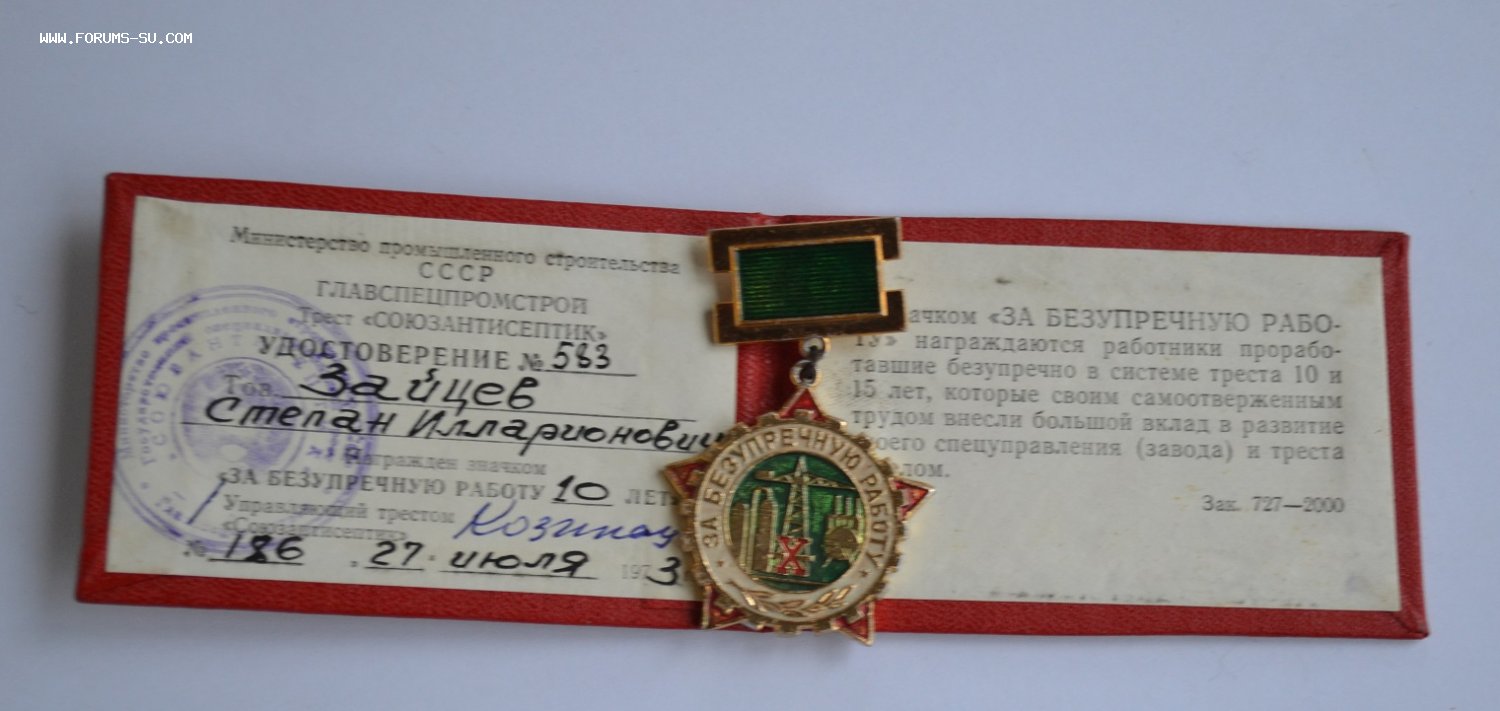 WWW.FORUMS-SU.COM
Министерство промышленного строительства
СССР
ГЛАВСПЕЦПРОМСТРОЙ
Трест «СОЮЗАНТИСЕПТИК»
УДОСТОВЕРЕНИЕ № 583
Тов. Зайцев
Степан Илларионович
Награжден значком
«ЗА БЕЗУПРЕЧНУЮ РАБОТУ 10 ЛЕТ
Управляющий трестом
«Союзантисептик»
№ 186 „27" июля 1973
ачком «ЗА БЕЗУПРЕЧНУЮ РАБО-
ТУ» награждаются работники прорабо-
тавшие безупречно в системе треста 10 и
15 лет, которые своим самоотверженным
трудом внесли большой вклад в развитие
своего спецуправления (завода) и треста
целом.
Зак. 727—2000
ЗА БЕЗУПРЕЧНУЮ РАБОТУ
X